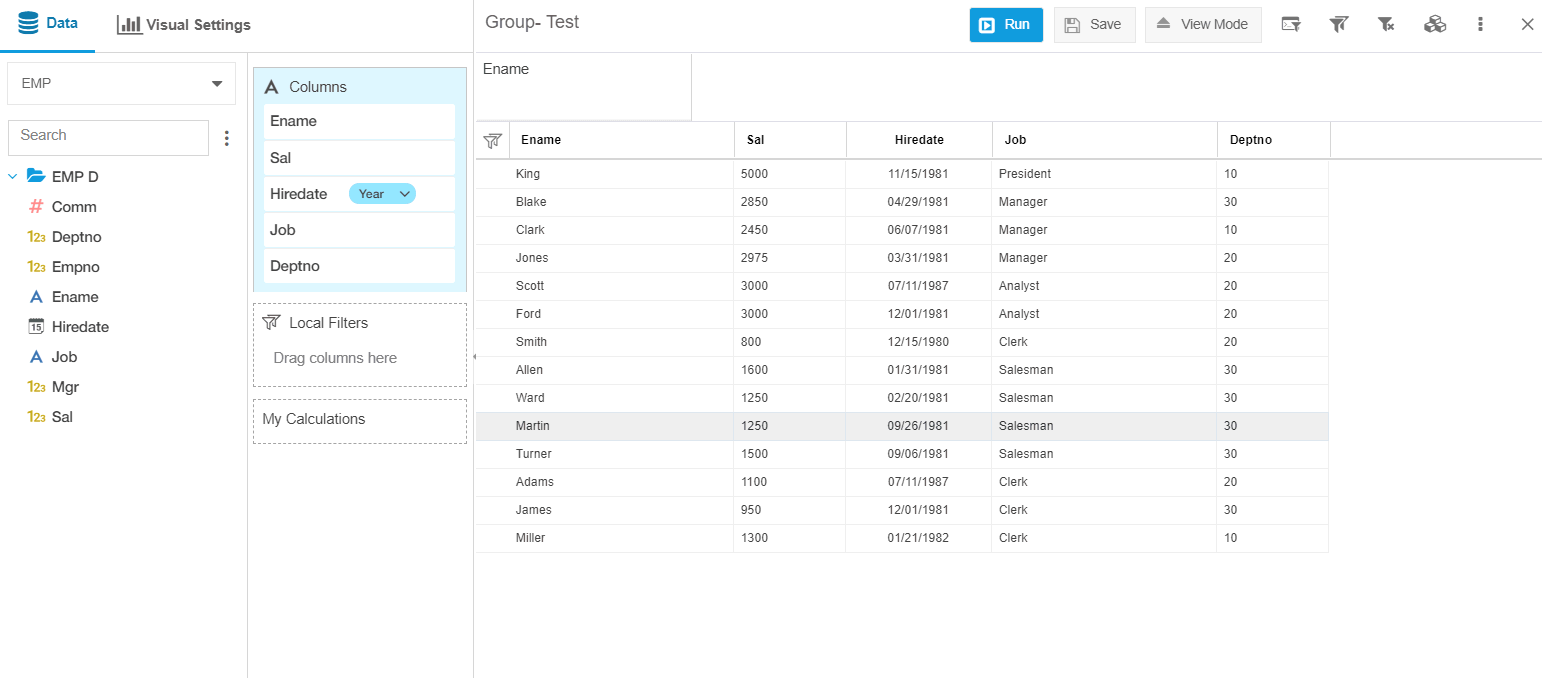 Data
Visual Settings
Group- Test
Run
Save
View Mode
EMP
Search
EMP D
# Comm
123 Deptno
123 Empno
A Ename
15 Hiredate
A Job
123 Mgr
123 Sal
A Columns
Ename
Sal
Hiredate Year
Job
Deptno
Local Filters
Drag columns here
My Calculations
Ename
Ename Sal Hiredate Job Deptno
King 5000 11/15/1981 President 10
Blake 2850 04/29/1981 Manager 30
Clark 2450 06/07/1981 Manager 10
Jones 2975 03/31/1981 Manager 20
Scott 3000 07/11/1987 Analyst 20
Ford 3000 12/01/1981 Analyst 20
Smith 800 12/15/1980 Clerk 20
Allen 1600 01/31/1981 Salesman 30
Ward 1250 02/20/1981 Salesman 30
Martin 1250 09/26/1981 Salesman 30
Turner 1500 09/06/1981 Salesman 30
Adams 1100 07/11/1987 Clerk 20
James 950 12/01/1981 Clerk 30
Miller 1300 01/21/1982 Clerk 10